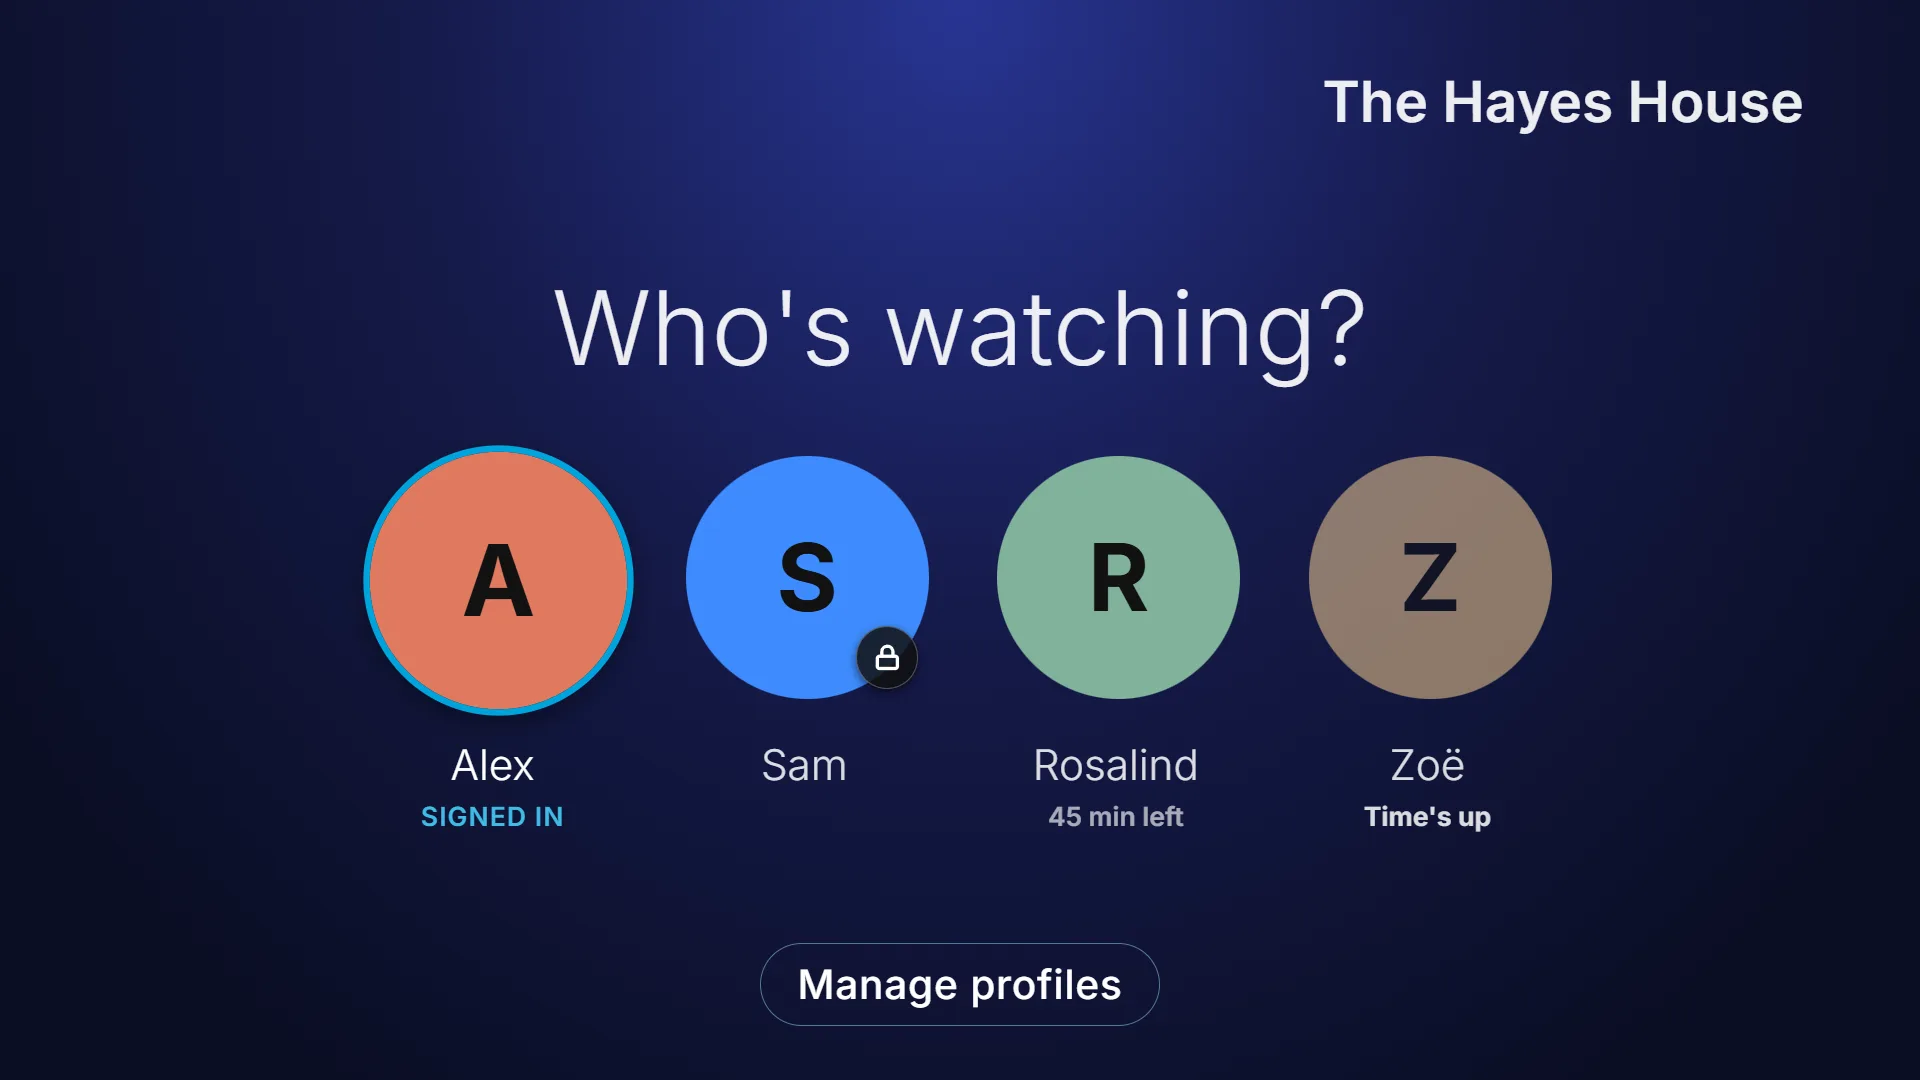 The Hayes House
Who's watching?
A
S
R
Z
Alex
Sam
Rosalind
Zoë
SIGNED IN
45 min left
Time's up
Manage profiles